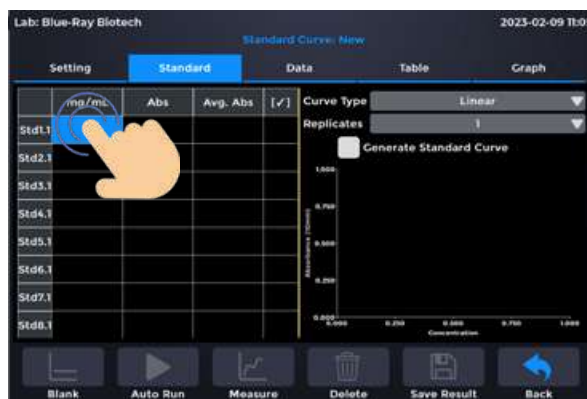 Lab: Blue-Ray Biotech 2023-02-09 11:0
Standard Curve: New
Setting Standard Data Table Graph
mg/mL Abs Avg. Abs [✓] Curve Type Linear
Replicates 1
Std1.1
Generate Standard Curve
Std2.1
Std3.1
Std4.1
Std5.1
Std6.1
Std7.1
Std8.1
1.000
0.750
0.500
0.250
0.000
Absorbance (10mm)
0.000 0.250 0.500 0.750 1.000
Concentration
Blank Auto Run Measure Delete Save Result Back